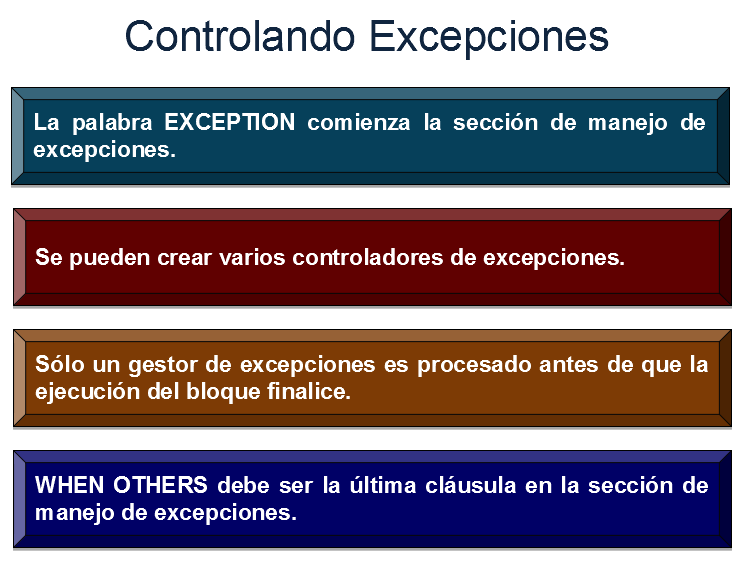 Controlando Excepciones
La palabra EXCEPTION comienza la sección de manejo de
excepciones.
Se pueden crear varios controladores de excepciones.
Sólo un gestor de excepciones es procesado antes de que la
ejecución del bloque finalice.
WHEN OTHERS debe ser la última cláusula en la sección de
manejo de excepciones.